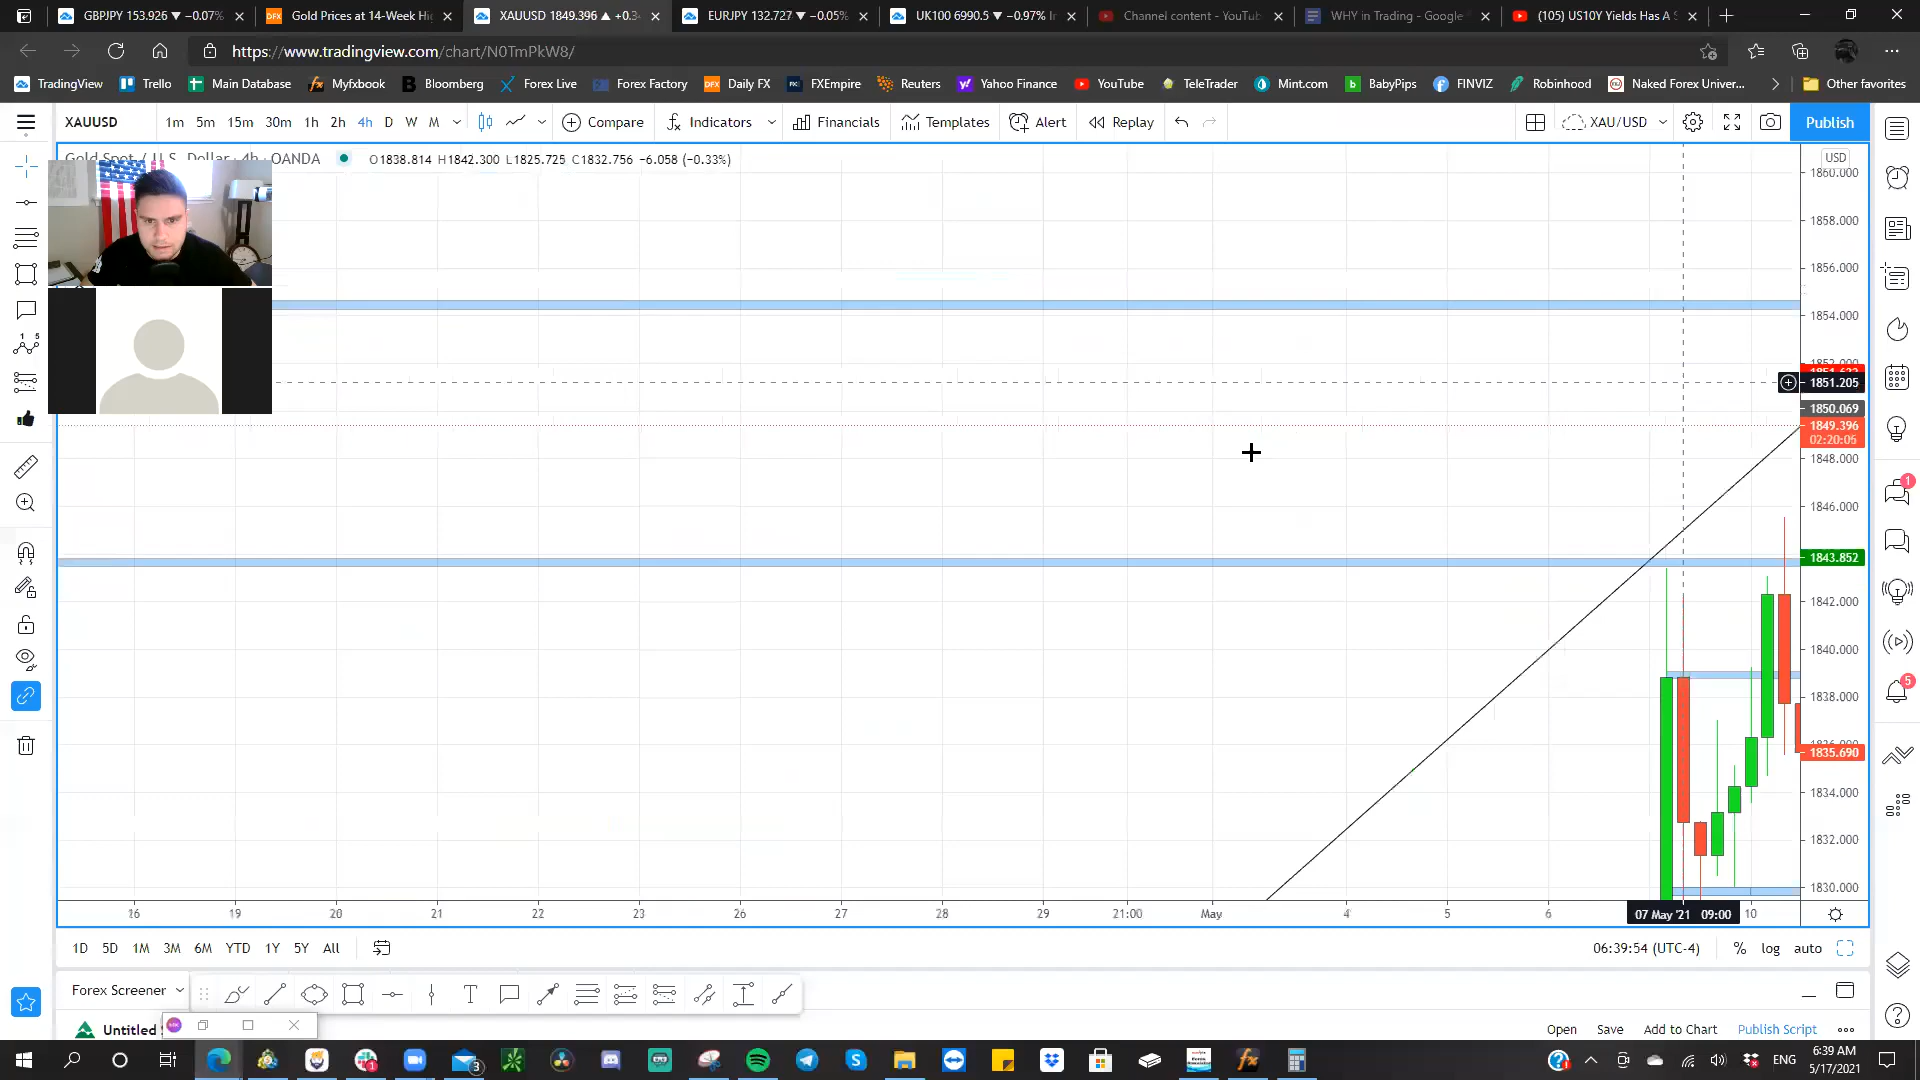 GBPJPY 153.926 ▼ −0.07%
Gold Prices at 14-Week Hi
XAUUSD 1849.396 ▲ +0.3
EURJPY 132.727 ▼ −0.05%
UK100 6990.5 ▼ −0.97%
Channel content - YouTub
WHY in Trading - Google
(105) US10Y Yields Has A S
https://www.tradingview.com/chart/N0TmPkW8/
TradingView Trello Main Database Myfxbook Bloomberg Forex Live Forex Factory Daily FX FXEmpire Reuters Yahoo Finance YouTube TeleTrader Mint.com BabyPips FINVIZ Robinhood Naked Forex Univer... Other favorites
XAUUSD 1m 5m 15m 30m 1h 2h 4h D W M Compare Indicators Financials Templates Alert Replay XAU/USD Publish
Gold Spot / U.S. Dollar · 4h · OANDA O1838.814 H1842.300 L1825.725 C1832.756 −6.058 (−0.33%)
USD
1860.000
1858.000
1856.000
1854.000
1852.000
1851.205
1850.069
1849.396
02:20:06
1848.000
1846.000
1843.852
1842.000
1840.000
1838.000
1835.690
1834.000
1832.000
1830.000
16 19 20 21 22 23 26 27 28 29 21:00 May 4 5 6 07 May '21 09:00 10
1D 5D 1M 3M 6M YTD 1Y 5Y All
06:39:54 (UTC-4) % log auto
Forex Screener
Untitled
Open Save Add to Chart Publish Script
ENG
6:39 AM
5/17/2021